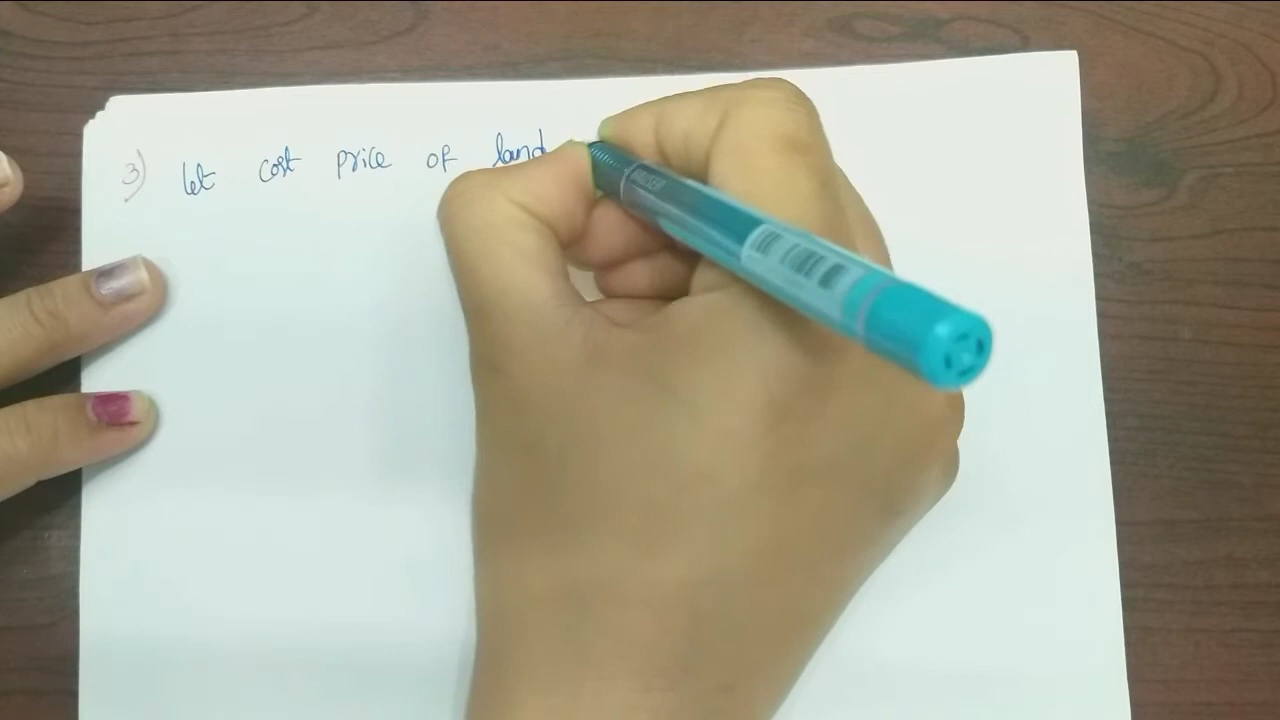 3) let cost price of land